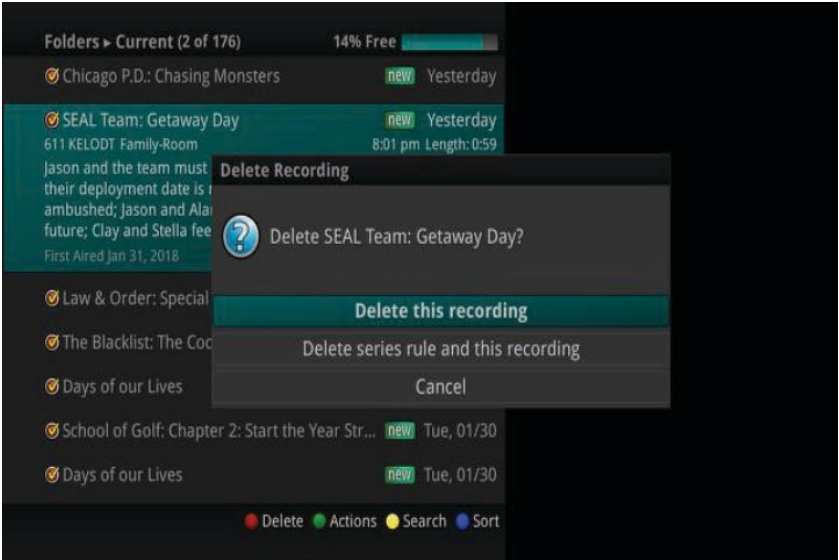 Folders ▸ Current (2 of 176) 14% Free
Chicago P.D.: Chasing Monsters new Yesterday
SEAL Team: Getaway Day new Yesterday
611 KELODT Family-Room 8:01 pm Length: 0:59
Jason and the team must
their deployment date is
ambushed; Jason and
future; Clay and Stella
First Aired Jan 31, 2018
Delete Recording
Delete SEAL Team: Getaway Day?
Delete this recording
Delete series rule and this recording
Cancel
Law & Order: Special
The Blacklist: The
Days of our Lives
School of Golf: Chapter 2: Start the Year Str... new Tue, 01/30
Days of our Lives new Tue, 01/30
Delete Actions Search Sort